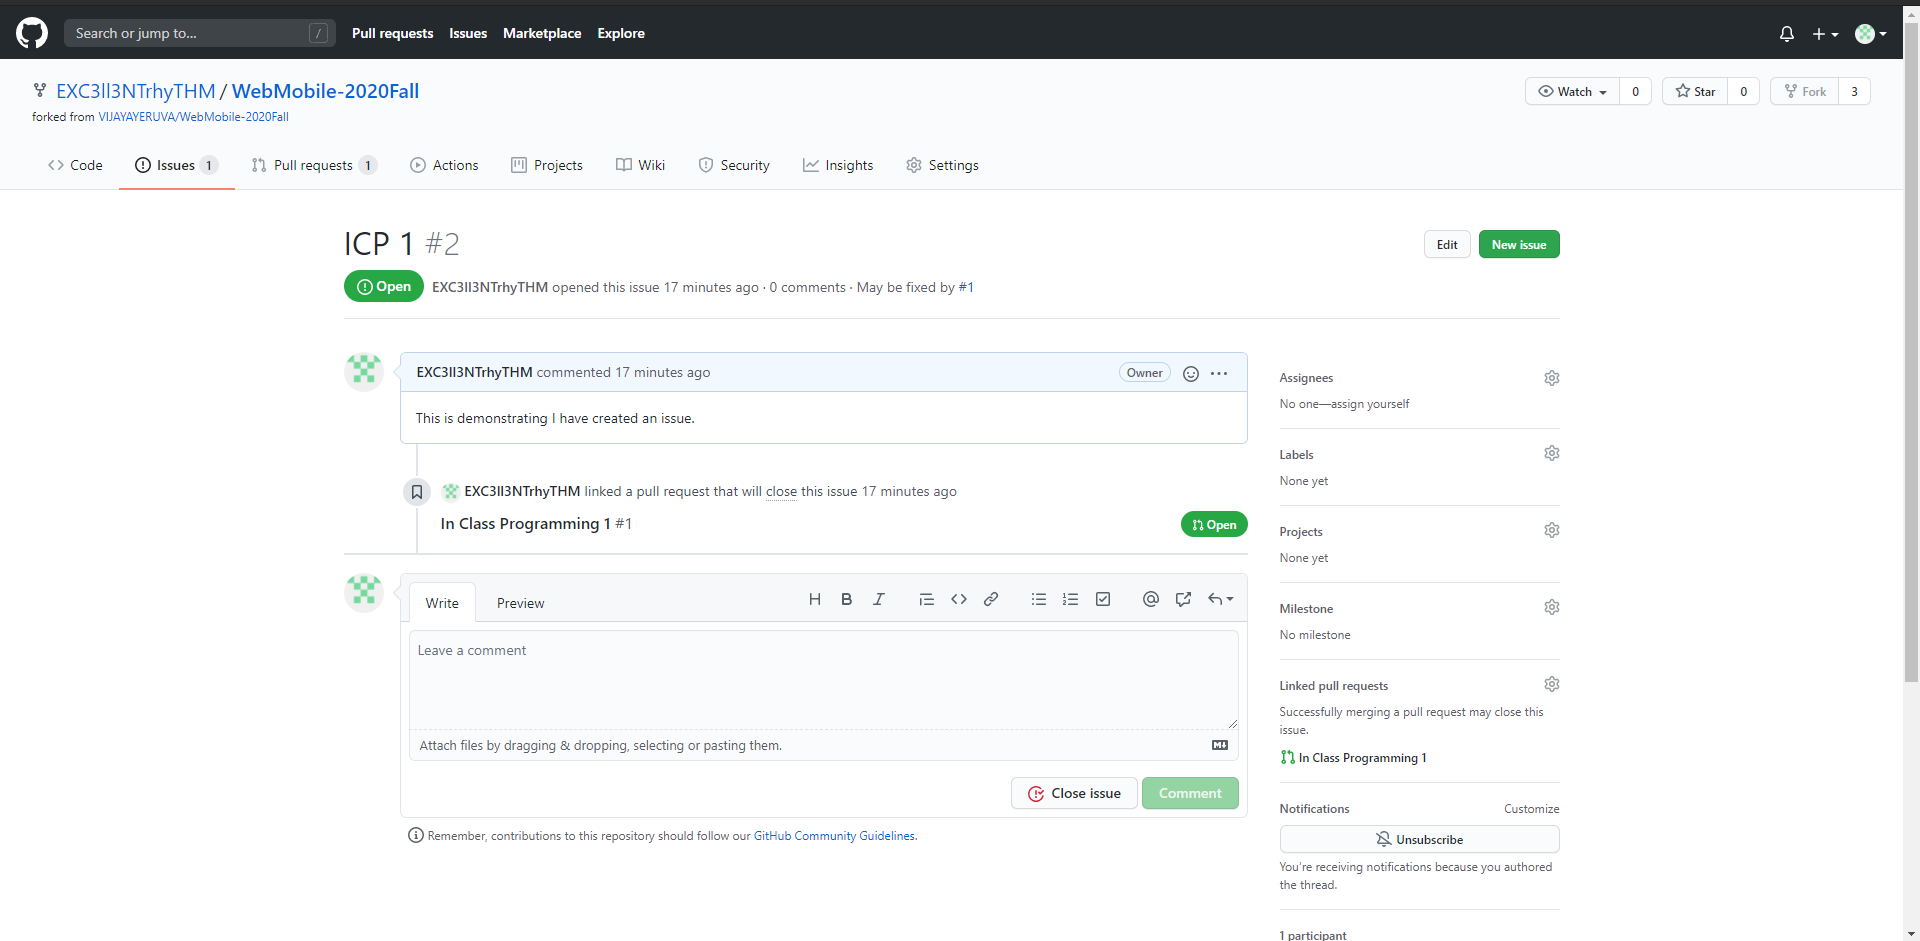 Search or jump to... /
Pull requests Issues Marketplace Explore
EXC3ll3NTrhyTHM / WebMobile-2020Fall
forked from VIJAYAYERUVA/WebMobile-2020Fall
Watch 0 Star 0 Fork 3
Code Issues 1 Pull requests 1 Actions Projects Wiki Security Insights Settings
ICP 1 #2
Edit New issue
Open EXC3ll3NTrhyTHM opened this issue 17 minutes ago · 0 comments · May be fixed by #1
EXC3ll3NTrhyTHM commented 17 minutes ago Owner ...
This is demonstrating I have created an issue.
EXC3ll3NTrhyTHM linked a pull request that will close this issue 17 minutes ago
In Class Programming 1 #1 Open
Write Preview
H B I
Leave a comment
Attach files by dragging & dropping, selecting or pasting them.
Close issue Comment
Remember, contributions to this repository should follow our GitHub Community Guidelines.
Assignees
No one—assign yourself
Labels
None yet
Projects
None yet
Milestone
No milestone
Linked pull requests
Successfully merging a pull request may close this
issue.
In Class Programming 1
Notifications Customize
Unsubscribe
You're receiving notifications because you authored
the thread.
1 participant